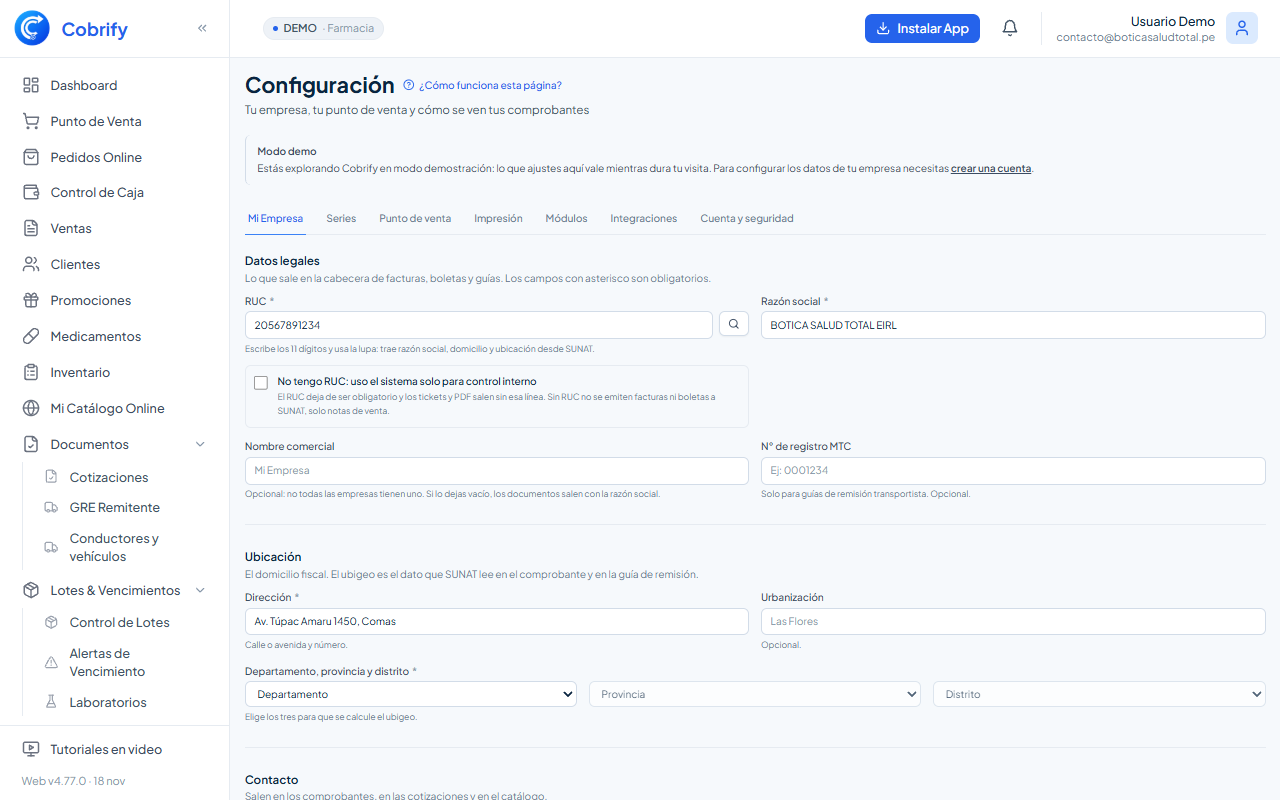 Cobrify
DEMO · Farmacia
Instalar App
Usuario Demo
contacto@boticasaludtotal.pe
Dashboard
Punto de Venta
Pedidos Online
Control de Caja
Ventas
Clientes
Promociones
Medicamentos
Inventario
Mi Catálogo Online
Documentos
Cotizaciones
GRE Remitente
Conductores y
vehículos
Lotes & Vencimientos
Control de Lotes
Alertas de
Vencimiento
Laboratorios
Tutoriales en video
Web v4.77.0 · 18 nov
Configuración
¿Cómo funciona esta página?
Tu empresa, tu punto de venta y cómo se ven tus comprobantes
Modo demo
Estás explorando Cobrify en modo demostración: lo que ajustes aquí vale mientras dura tu visita. Para configurar los datos de tu empresa necesitas crear una cuenta.
Mi Empresa
Series
Punto de venta
Impresión
Módulos
Integraciones
Cuenta y seguridad
Datos legales
Lo que sale en la cabecera de facturas, boletas y guías. Los campos con asterisco son obligatorios.
RUC *
20567891234
Escribe los 11 dígitos y usa la lupa: trae razón social, domicilio y ubicación desde SUNAT.
Razón social *
BOTICA SALUD TOTAL EIRL
No tengo RUC: uso el sistema solo para control interno
El RUC deja de ser obligatorio y los tickets y PDF salen sin esa línea. Sin RUC no se emiten facturas ni boletas a
SUNAT, solo notas de venta.
Nombre comercial
Mi Empresa
Opcional: no todas las empresas tienen uno. Si lo dejas vacío, los documentos salen con la razón social.
N° de registro MTC
Ej: 0001234
Solo para guías de remisión transportista. Opcional.
Ubicación
El domicilio fiscal. El ubigeo es el dato que SUNAT lee en el comprobante y en la guía de remisión.
Dirección *
Av. Túpac Amaru 1450, Comas
Calle o avenida y número.
Urbanización
Las Flores
Opcional.
Departamento, provincia y distrito *
Departamento
Provincia
Distrito
Elige los tres para que se calcule el ubigeo.
Contacto
Salen en los comprobantes, en las cotizaciones y en el catálogo.